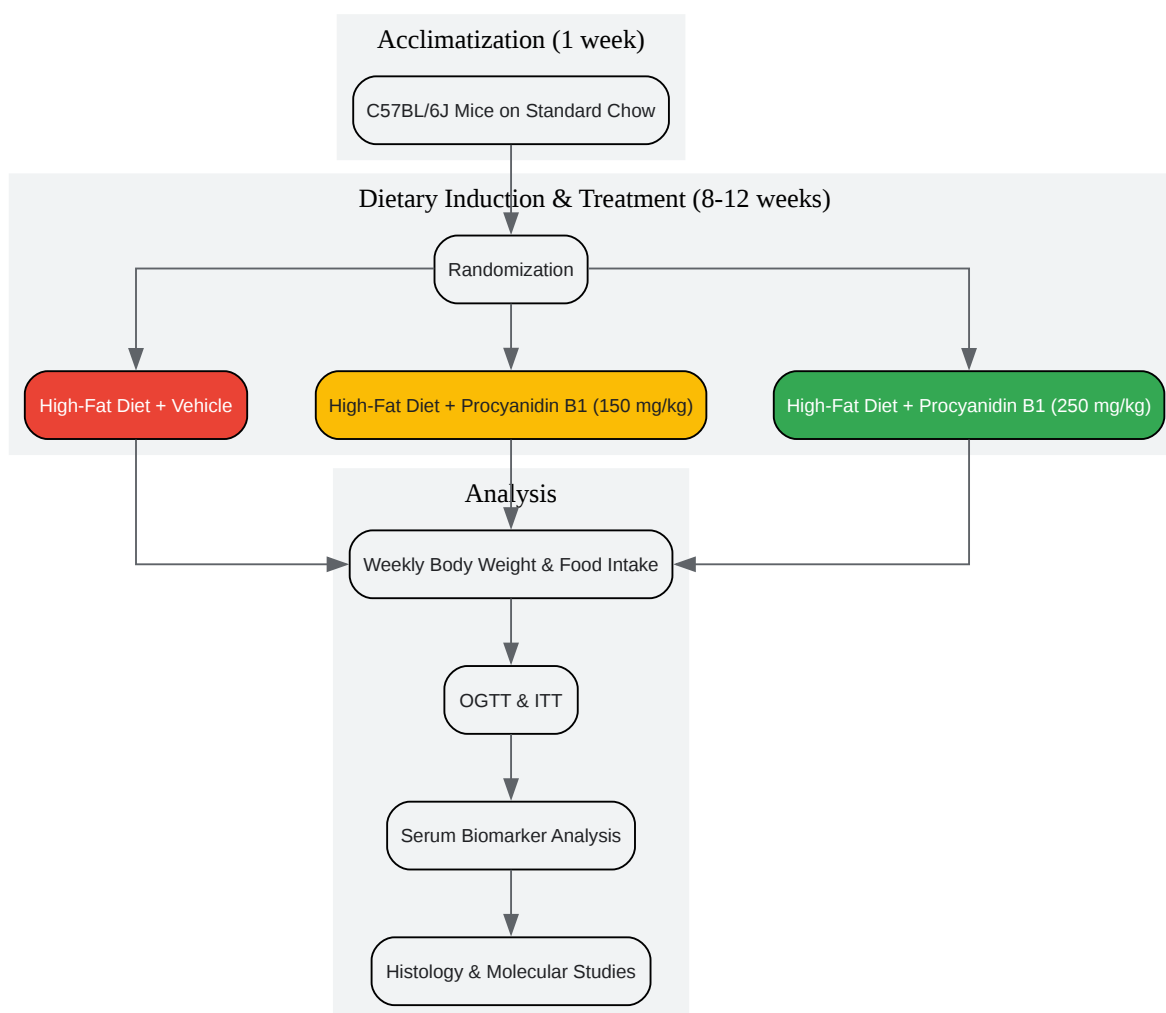 Acclimatization (1 week)
C57BL/6J Mice on Standard Chow
Dietary Induction & Treatment (8-12 weeks)
Randomization
High-Fat Diet + Vehicle
High-Fat Diet + Procyanidin B1 (150 mg/kg)
High-Fat Diet + Procyanidin B1 (250 mg/kg)
Analysis
Weekly Body Weight & Food Intake
OGTT & ITT
Serum Biomarker Analysis
Histology & Molecular Studies